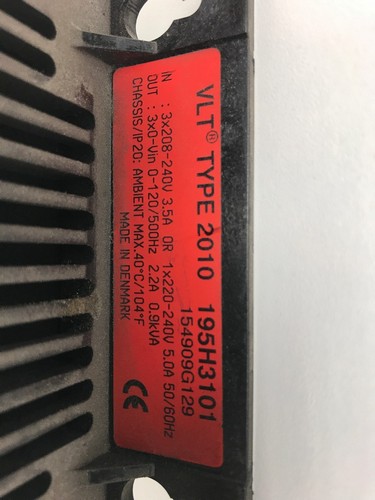 VLT® TYPE 2010 195H3101
154909G129
IN : 3x208-240V 3.5A OR 1x220-240V 5.0A 50/60Hz
OUT : 3x0-Vin 0-120/500Hz 2.2A 0.9kVA
CHASSIS/IP20: AMBIENT MAX.40°C/104°F
MADE IN DENMARK
CE